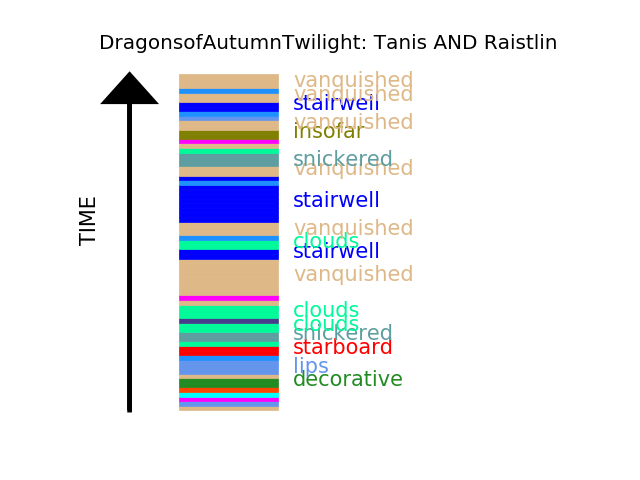 DragonsofAutumnTwilight: Tanis AND Raistlin
vanquished
vanquished
stairwell
vanquished
insofar
snickered
vanquished
stairwell
vanquished
clouds
stairwell
vanquished
clouds
clouds
snickered
starboard
lips
decorative
TIME